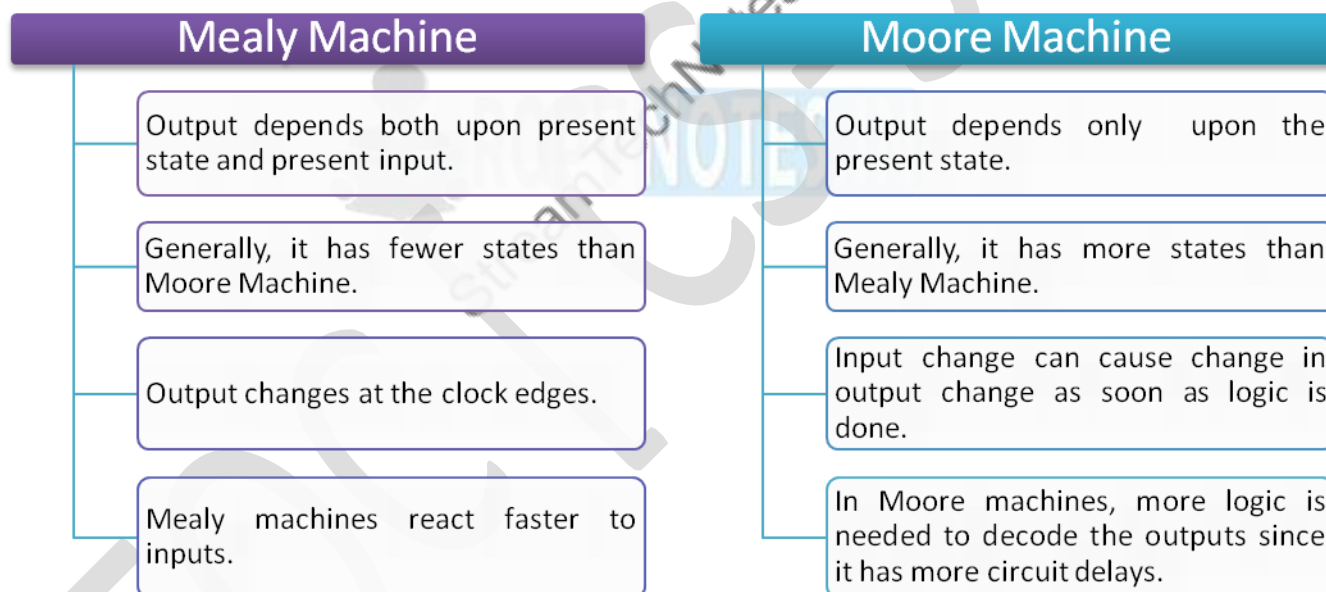 Mealy Machine
Output depends both upon present
state and present input.
Generally, it has fewer states than
Moore Machine.
Output changes at the clock edges.
Mealy machines react faster to
inputs.
Moore Machine
Output depends only upon the
present state.
Generally, it has more states than
Mealy Machine.
Input change can cause change in
output change as soon as logic is
done.
In Moore machines, more logic is
needed to decode the outputs since
it has more circuit delays.